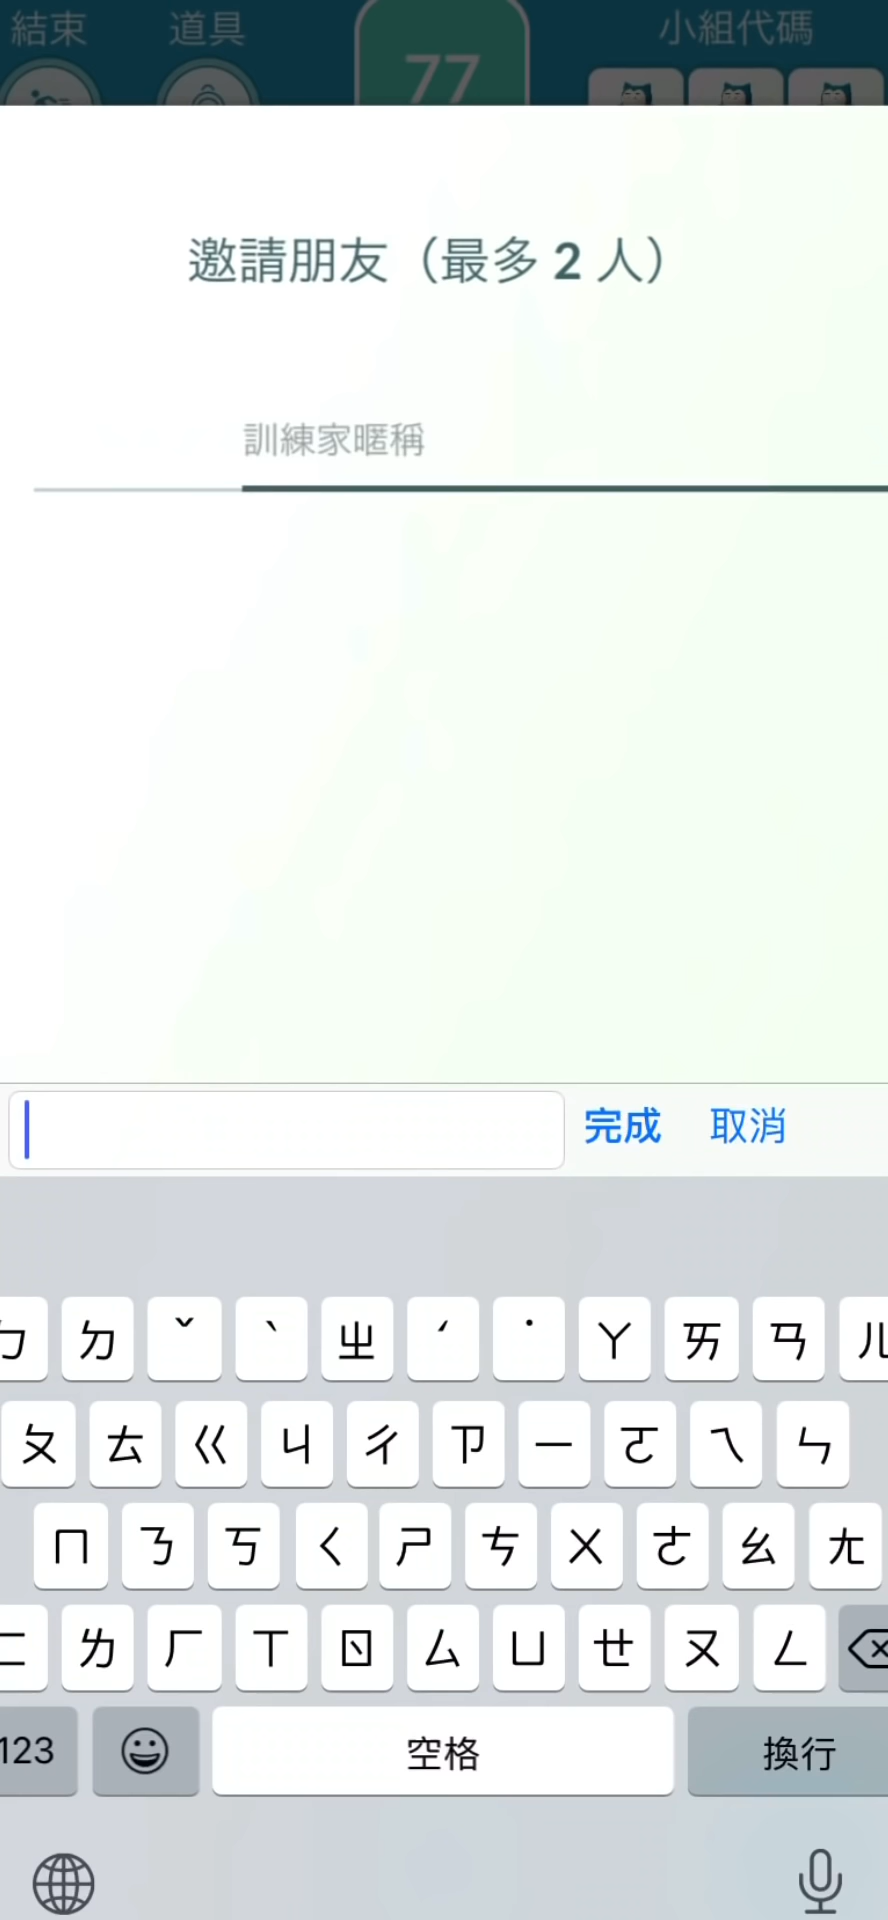 結束 道具 77 小組代碼
邀請朋友（最多 2 人）
訓練家暱稱
完成 取消
ㄅ ㄉ ˇ ˋ ㄓ ˊ ˙ ㄚ ㄞ ㄢ ㄦ
ㄆ ㄊ ㄍ ㄐ ㄔ ㄗ ㄧ ㄛ ㄟ ㄣ
ㄇ ㄋ ㄎ ㄑ ㄕ ㄘ ㄨ ㄜ ㄠ ㄤ
ㄈ ㄌ ㄏ ㄒ ㄖ ㄙ ㄩ ㄝ ㄡ ㄥ
123 空格 換行